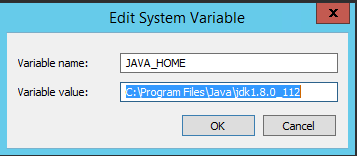 Edit System Variable
x
Variable name: JAVA_HOME
Variable value: C:\Program Files\Java\jdk1.8.0_112
OK Cancel